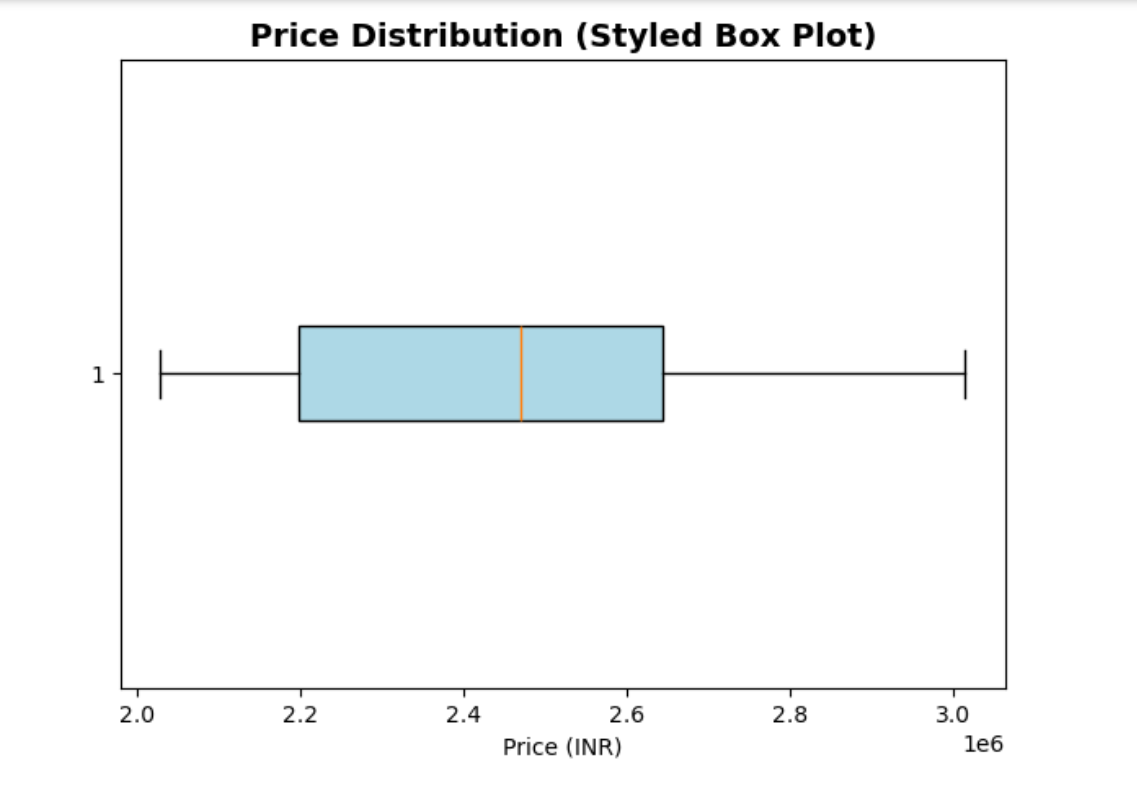 Price Distribution (Styled Box Plot)
1
2.0 2.2 2.4 2.6 2.8 3.0
Price (INR)
1e6